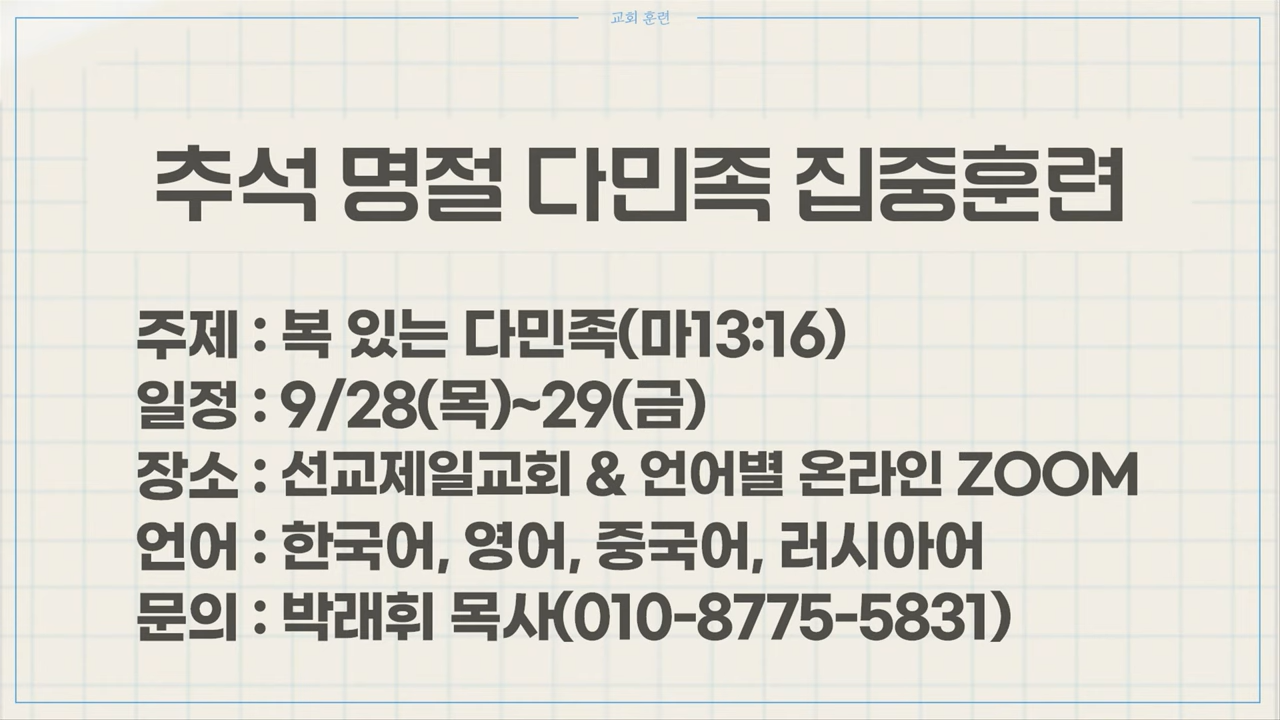 교회 훈련
추석 명절 다민족 집중훈련
주제 : 복 있는 다민족(마13:16)
일정 : 9/28(목)~29(금)
장소 : 선교제일교회 & 언어별 온라인 ZOOM
언어 : 한국어, 영어, 중국어, 러시아어
문의 : 박래휘 목사(010-8775-5831)